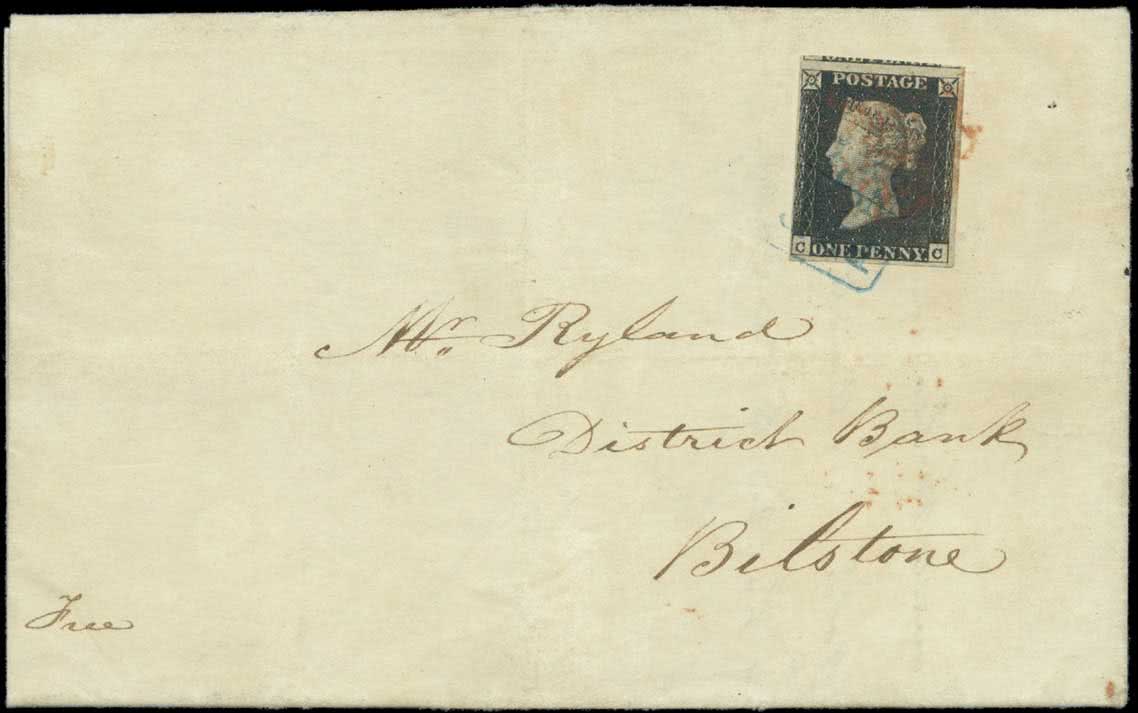 POSTAGE
C ONE PENNY. C
Mr. Ryland
District Bank
Bilstone
Free